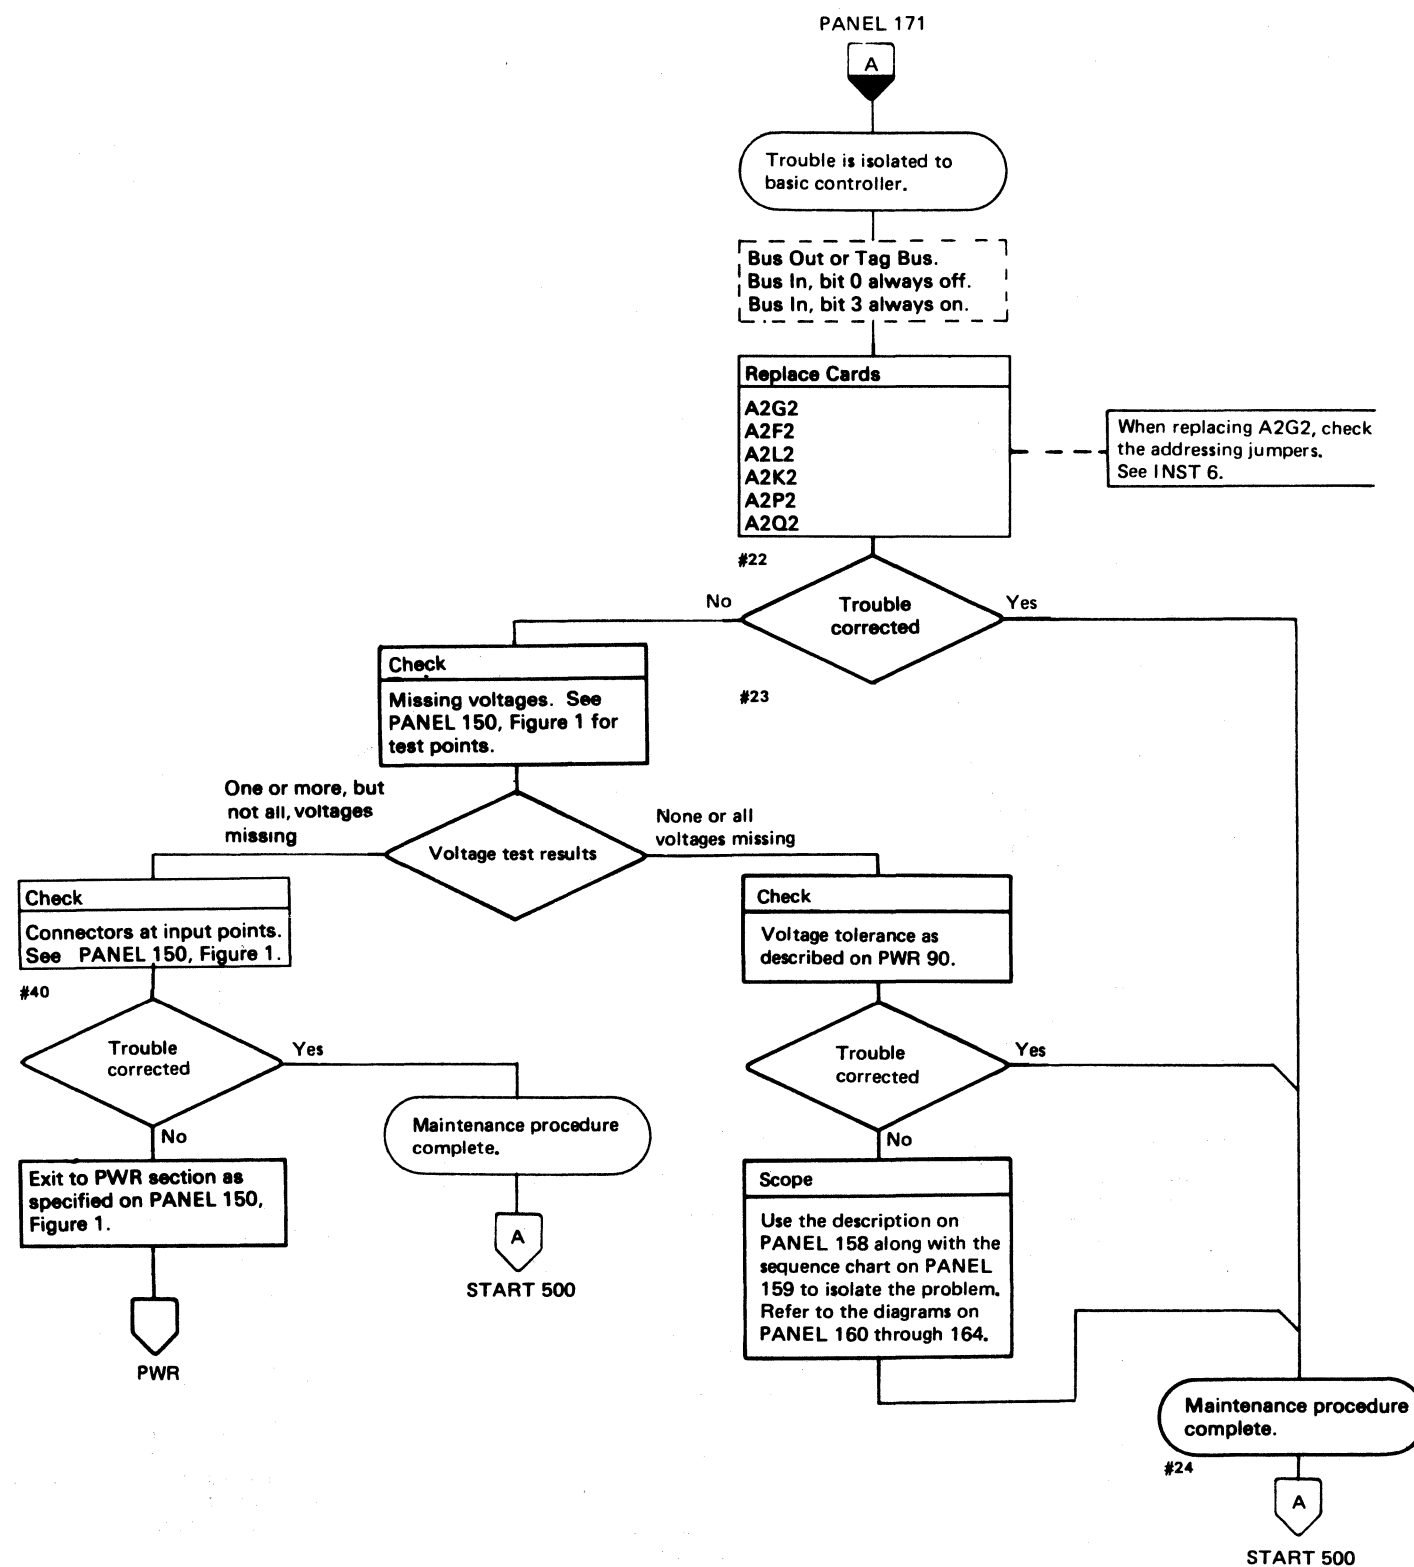 PANEL 171
A
Trouble is isolated to
basic controller.
Bus Out or Tag Bus.
Bus In, bit 0 always off.
Bus In, bit 3 always on.
Replace Cards
A2G2
A2F2
A2L2
A2K2
A2P2
A2Q2
When replacing A2G2, check
the addressing jumpers.
See INST 6.
#22
No
Trouble
corrected
Yes
#23
Check
Missing voltages. See
PANEL 150, Figure 1 for
test points.
One or more, but
not all, voltages
missing
Voltage test results
None or all
voltages missing
Check
Connectors at input points.
See PANEL 150, Figure 1.
#40
Check
Voltage tolerance as
described on PWR 90.
Trouble
corrected
Yes
No
Trouble
corrected
Yes
No
Maintenance procedure
complete.
A
START 500
Exit to PWR section as
specified on PANEL 150,
Figure 1.
PWR
Scope
Use the description on
PANEL 158 along with the
sequence chart on PANEL
159 to isolate the problem.
Refer to the diagrams on
PANEL 160 through 164.
Maintenance procedure
complete.
#24
A
START 500